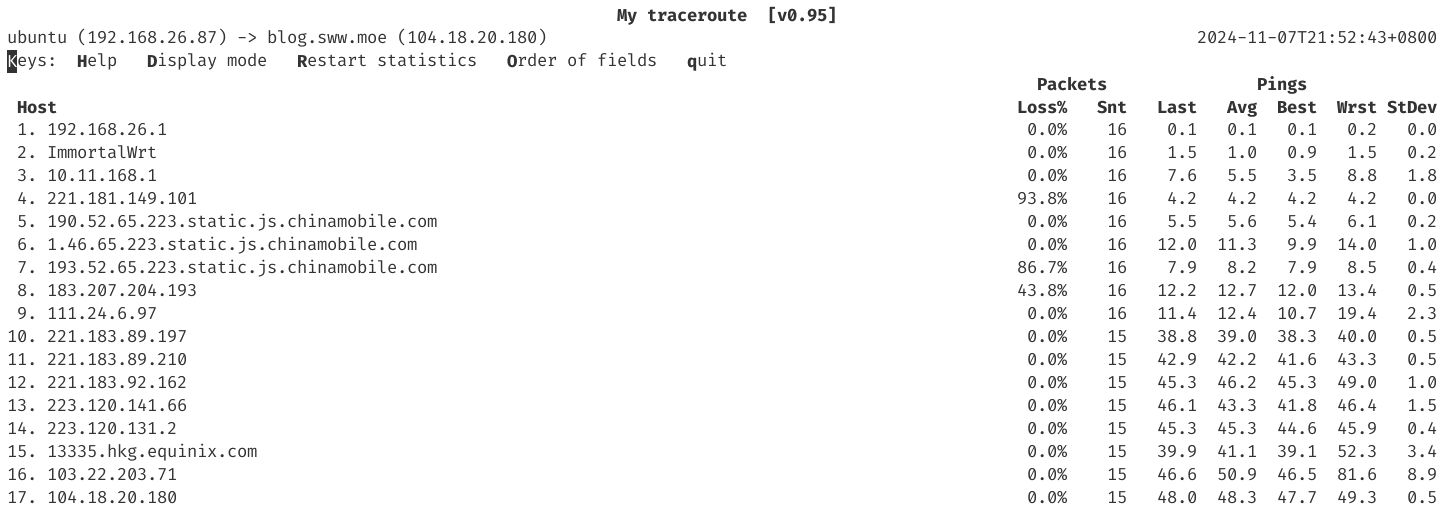 My traceroute [v0.95]
ubuntu (192.168.26.87) -> blog.sww.moe (104.18.20.180) 2024-11-07T21:52:43+0800
Keys: Help Display mode Restart statistics Order of fields quit
Packets Pings
Host Loss% Snt Last Avg Best Wrst StDev
1. 192.168.26.1 0.0% 16 0.1 0.1 0.1 0.2 0.0
2. ImmortalWrt 0.0% 16 1.5 1.0 0.9 1.5 0.2
3. 10.11.168.1 0.0% 16 7.6 5.5 3.5 8.8 1.8
4. 221.181.149.101 93.8% 16 4.2 4.2 4.2 4.2 0.0
5. 190.52.65.223.static.js.chinamobile.com 0.0% 16 5.5 5.6 5.4 6.1 0.2
6. 1.46.65.223.static.js.chinamobile.com 0.0% 16 12.0 11.3 9.9 14.0 1.0
7. 193.52.65.223.static.js.chinamobile.com 86.7% 16 7.9 8.2 7.9 8.5 0.4
8. 183.207.204.193 43.8% 16 12.2 12.7 12.0 13.4 0.5
9. 111.24.6.97 0.0% 16 11.4 12.4 10.7 19.4 2.3
10. 221.183.89.197 0.0% 15 38.8 39.0 38.3 40.0 0.5
11. 221.183.89.210 0.0% 15 42.9 42.2 41.6 43.3 0.5
12. 221.183.92.162 0.0% 15 45.3 46.2 45.3 49.0 1.0
13. 223.120.141.66 0.0% 15 46.1 43.3 41.8 46.4 1.5
14. 223.120.131.2 0.0% 15 45.3 45.3 44.6 45.9 0.4
15. 13335.hkg.equinix.com 0.0% 15 39.9 41.1 39.1 52.3 3.4
16. 103.22.203.71 0.0% 15 46.6 50.9 46.5 81.6 8.9
17. 104.18.20.180 0.0% 15 48.0 48.3 47.7 49.3 0.5